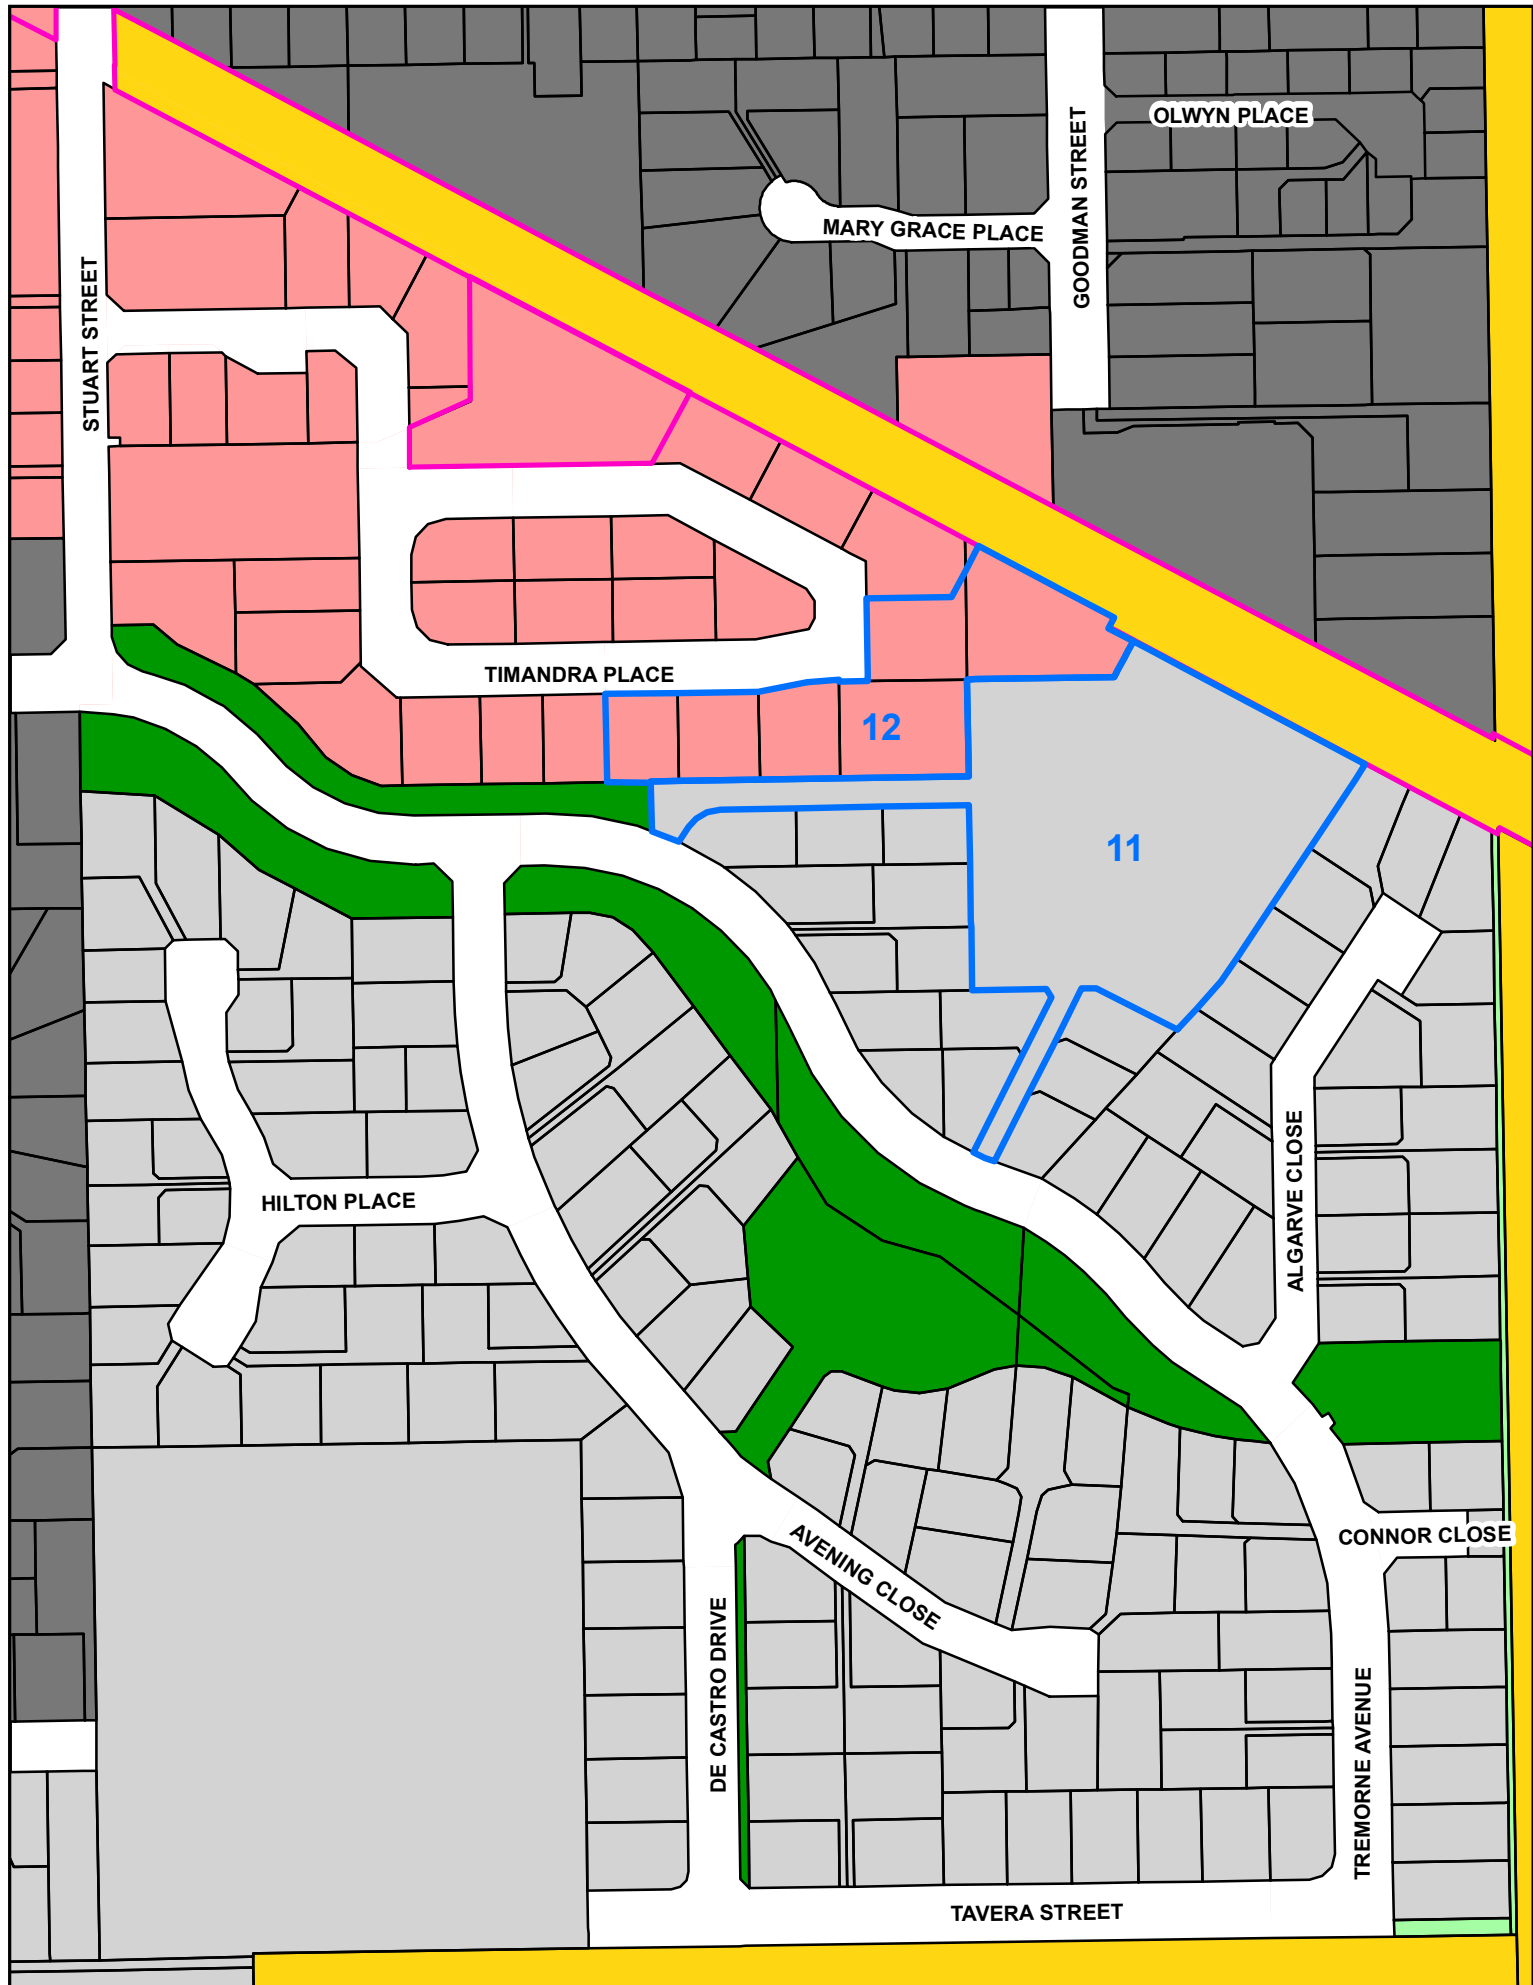 OLWYN PLACE
GOODMAN STREET
MARY GRACE PLACE
STUART STREET
TIMANDRA PLACE
12
11
ALGARVE CLOSE
HILTON PLACE
CONNOR CLOSE
AVENING CLOSE
DE CASTRO DRIVE
TREMORNE AVENUE
TAVERA STREET